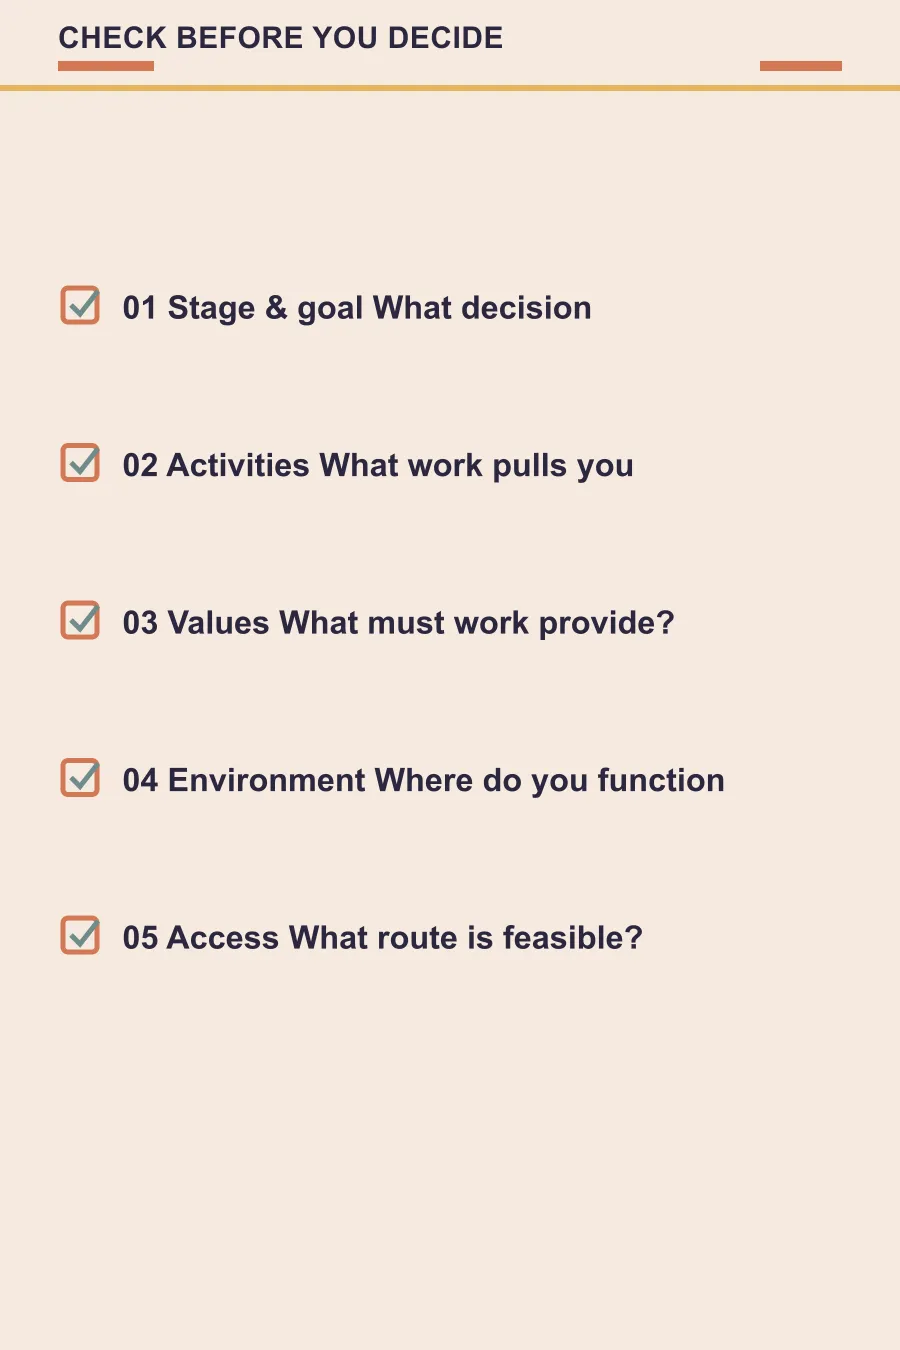 CHECK BEFORE YOU DECIDE
01 Stage & goal What decision
02 Activities What work pulls you
03 Values What must work provide?
04 Environment Where do you function
05 Access What route is feasible?